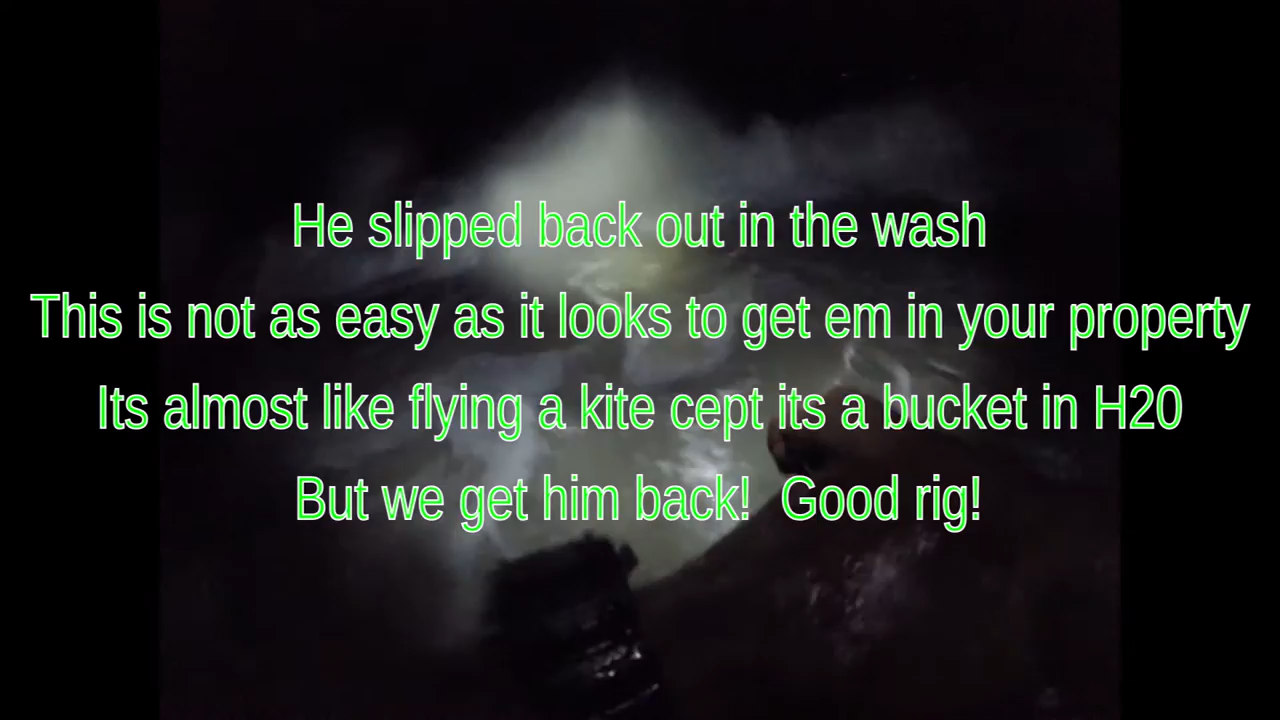 He slipped back out in the wash
This is not as easy as it looks to get em in your property
Its almost like flying a kite cept its a bucket in H20
But we get him back!  Good rig!